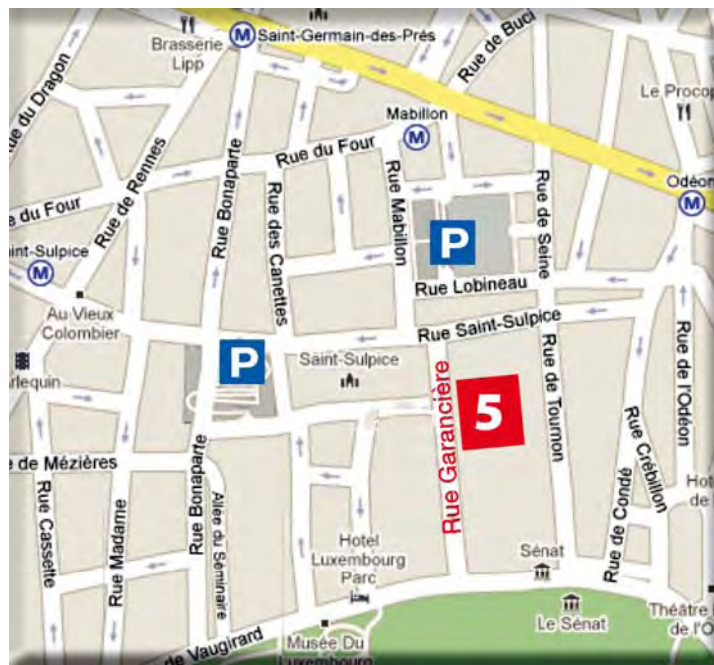 Saint-Germain-des-Prés
M
Brasserie
Lipp
Rue de Buci
Le Procop
ue du Dragon
Mabillon
M
Rue du Four
Odéon
M
e du Four
Rue de Rennes
Rue Bonaparte
Rue des Canettes
Rue Mabillon
P
Rue de Seine
int-Sulpice
M
Rue Lobineau
Au Vieux
Colombier
Rue Saint-Sulpice
P
Saint-Sulpice
rlequin
Rue Garancière
5
Rue de Tournon
Rue de l'Odéon
Rue Crébillon
Rue de Condé
e de Mézières
Rue Cassette
Rue Madame
Rue Bonaparte
Allée du Séminaire
Hot
de
Hotel
Luxembourg
Parc
Sénat
Le Sénat
Théâtre
de l'O
de Vaugirard
Musée Du
Luxembourg